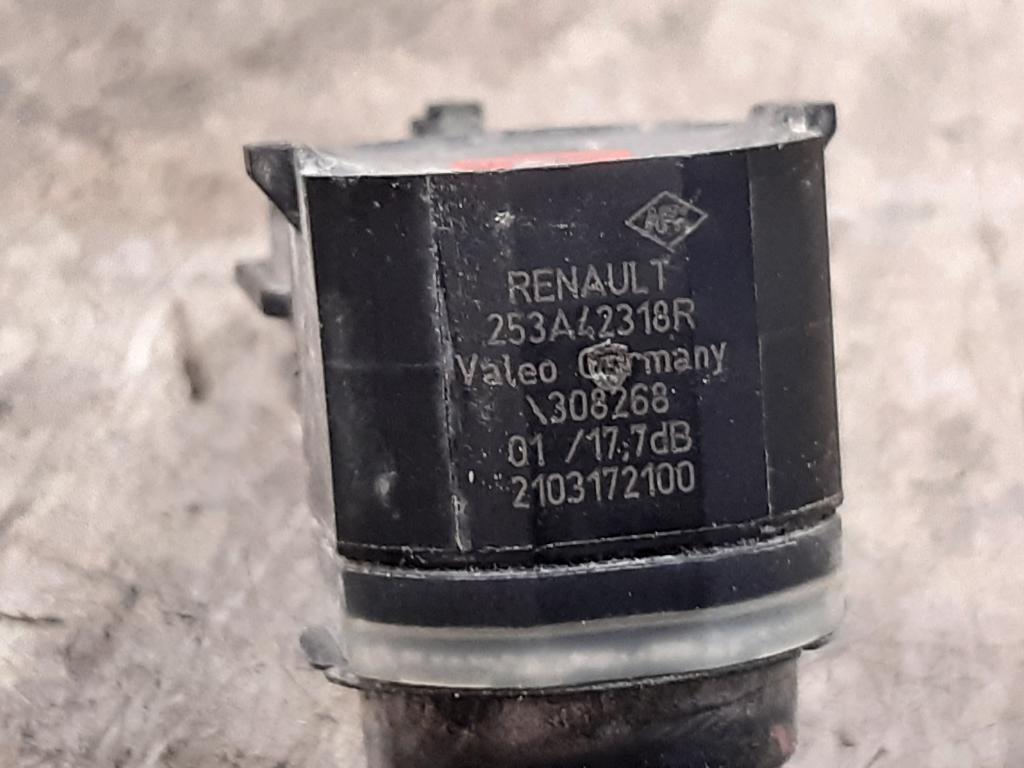 RENAULT
253A42318R
Valeo Germany
\308268
01 /17,7dB
2103172100